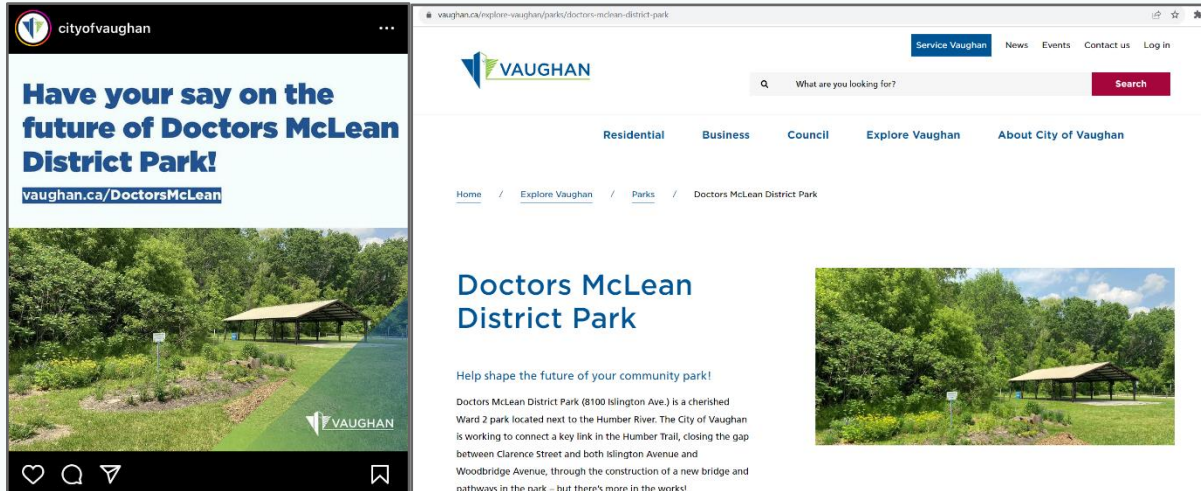 cityofvaughan
Have your say on the
future of Doctors McLean
District Park!
vaughan.ca/DoctorsMcLean
VAUGHAN
vaughan.ca/explore-vaughan/parks/doctors-mclean-district-park
VAUGHAN
Service Vaughan News Events Contact us Log in
What are you looking for? Search
Residential Business Council Explore Vaughan About City of Vaughan
Home / Explore Vaughan / Parks / Doctors McLean District Park
Doctors McLean
District Park
Help shape the future of your community park!
Doctors McLean District Park (8100 Islington Ave.) is a cherished
Ward 2 park located next to the Humber River. The City of Vaughan
is working to connect a key link in the Humber Trail, closing the gap
between Clarence Street and both Islington Avenue and
Woodbridge Avenue, through the construction of a new bridge and
pathways in the park – but there's more in the works!